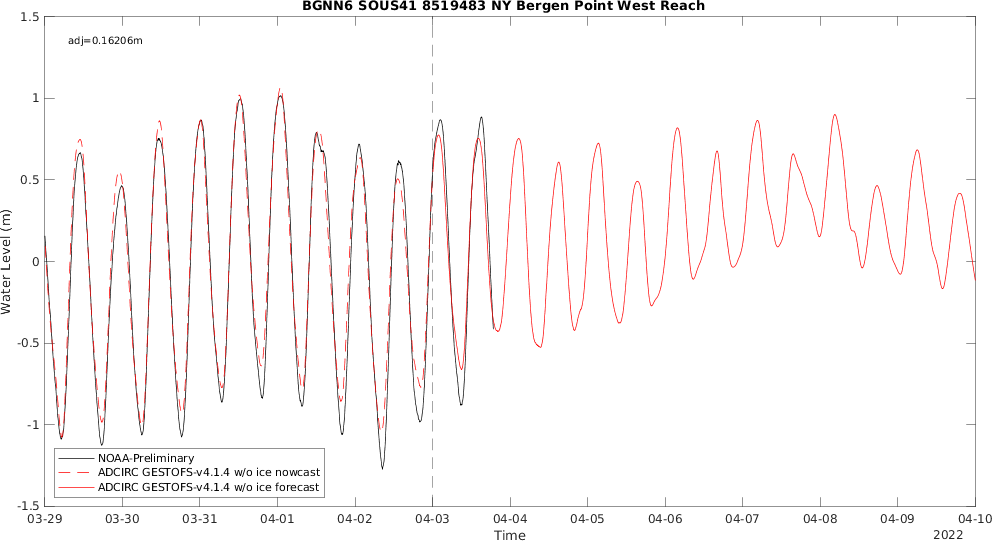 BGNN6 SOUS41 8519483 NY Bergen Point West Reach
adj=0.16206m
1.5
1
0.5
0
-0.5
-1
-1.5
Water Level (m)
NOAA-Preliminary
ADCIRC GESTOFS-v4.1.4 w/o ice nowcast
ADCIRC GESTOFS-v4.1.4 w/o ice forecast
03-29 03-30 03-31 04-01 04-02 04-03 04-04 04-05 04-06 04-07 04-08 04-09 04-10
Time
2022